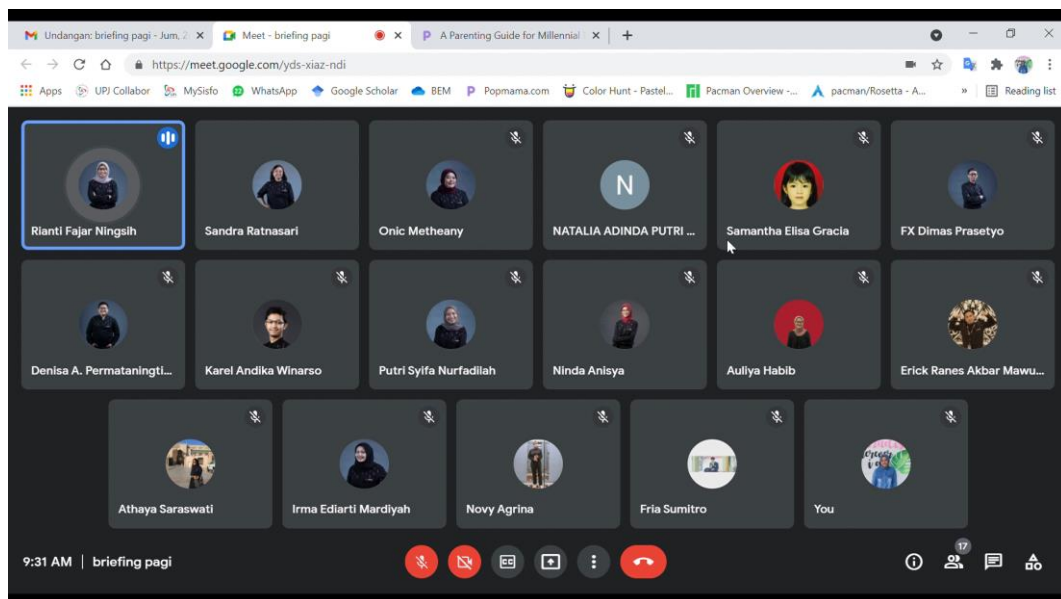 Undangan: briefing pagi - Jum, 2
Meet - briefing pagi
A Parenting Guide for Millennial
https://meet.google.com/yds-xiaz-ndi
Apps UPJ Collabor MySisfo WhatsApp Google Scholar BEM Popmama.com Color Hunt - Pastel... Pacman Overview -... pacman/Rosetta - A... » Reading list
Rianti Fajar Ningsih
Sandra Ratnasari
Onic Metheany
N
NATALIA ADINDA PUTRI ...
Samantha Elisa Gracia
FX Dimas Prasetyo
Denisa A. Permataningti...
Karel Andika Winarso
Putri Syifa Nurfadilah
Ninda Anisya
Auliya Habib
Erick Ranes Akbar Mawu...
Athaya Saraswati
Irma Ediarti Mardiyah
Novy Agrina
Fria Sumitro
You
9:31 AM | briefing pagi
17